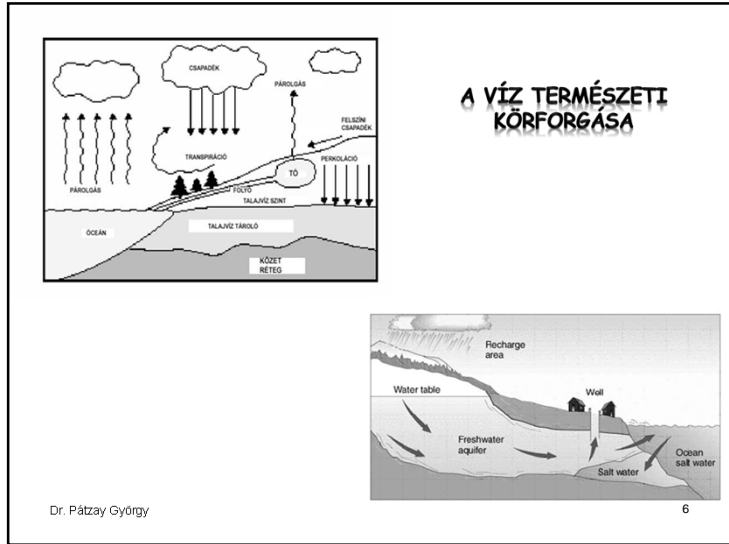 A VÍZ TERMÉSZETI
KÖRFORGÁSA
CSAPADÉK
PÁROLGÁS
FELSZÍNI
CSAPADÉK
TRANSPIRÁCIÓ
PERKOLÁCIÓ
TÓ
PÁROLGÁS
FOLYÓ
TALAJVÍZ SZINT
ÓCEÁN
TALAJVÍZ TÁROLÓ
KŐZET
RÉTEG
Recharge
area
Water table
Well
Freshwater
aquifer
Ocean
salt water
Salt water
Dr. Pátzay György
6